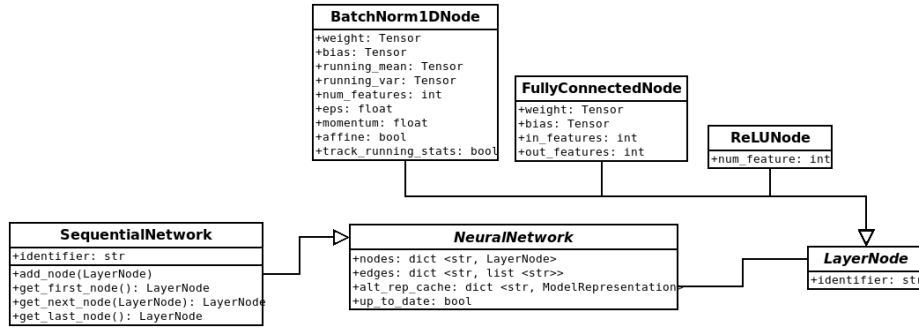 BatchNorm1DNode
+weight: Tensor
+bias: Tensor
+running_mean: Tensor
+running_var: Tensor
+num_features: int
+eps: float
+momentum: float
+affine: bool
+track_running_stats: bool
FullyConnectedNode
+weight: Tensor
+bias: Tensor
+in_features: int
+out_features: int
ReLUNode
+num_feature: int
SequentialNetwork
+identifier: str
+add_node(LayerNode)
+get_first_node(): LayerNode
+get_next_node(LayerNode): LayerNode
+get_last_node(): LayerNode
NeuralNetwork
+nodes: dict <str, LayerNode>
+edges: dict <str, list <str>>
+alt_rep_cache: dict <str, ModelRepresentation>
+up_to_date: bool
LayerNode
+identifier: str